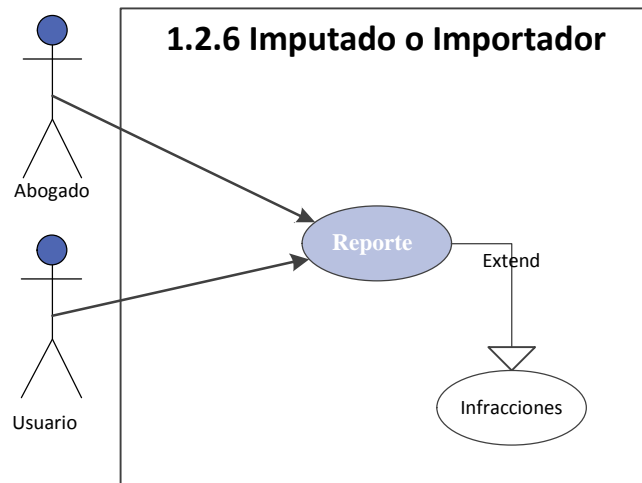 1.2.6 Imputado o Importador
Abogado
Reporte
Extend
Usuario
Infracciones